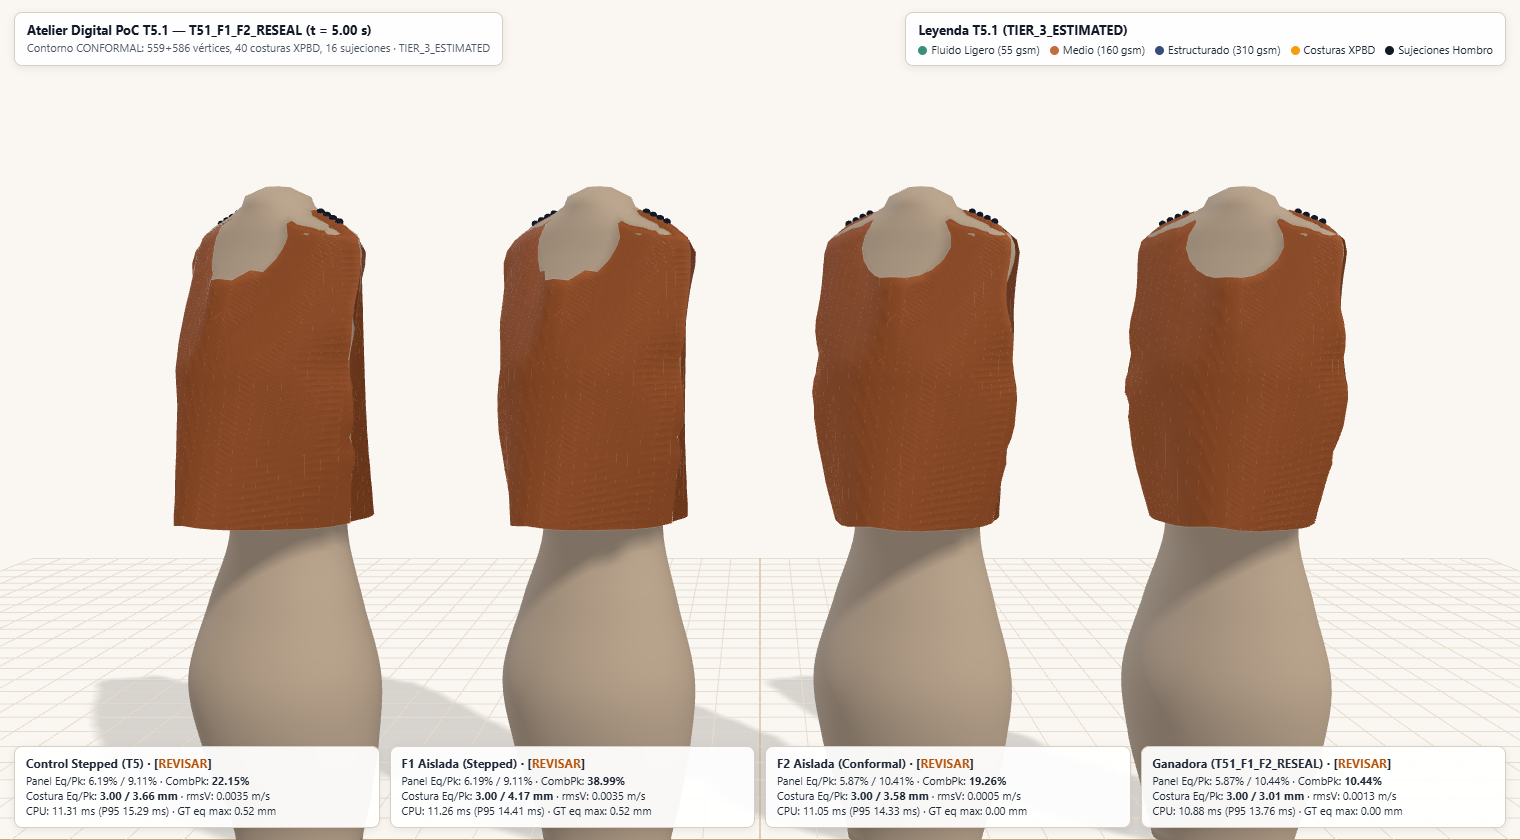 Atelier Digital PoC T5.1 — T51_F1_F2_RESEAL (t = 5.00 s)
Contorno CONFORMAL: 559+586 vértices, 40 costuras XPBD, 16 sujeciones · TIER_3_ESTIMATED
Leyenda T5.1 (TIER_3_ESTIMATED)
Fluido Ligero (55 gsm) Medio (160 gsm) Estructurado (310 gsm) Costuras XPBD Sujeciones Hombro
Control Stepped (T5) · [REVISAR]
Panel Eq/Pk: 6.19% / 9.11% · CombPk: 22.15%
Costura Eq/Pk: 3.00 / 3.66 mm · rmsV: 0.0035 m/s
CPU: 11.31 ms (P95 15.29 ms) · GT eq max: 0.52 mm
F1 Aislada (Stepped) · [REVISAR]
Panel Eq/Pk: 6.19% / 9.11% · CombPk: 38.99%
Costura Eq/Pk: 3.00 / 4.17 mm · rmsV: 0.0035 m/s
CPU: 11.26 ms (P95 14.41 ms) · GT eq max: 0.52 mm
F2 Aislada (Conformal) · [REVISAR]
Panel Eq/Pk: 5.87% / 10.41% · CombPk: 19.26%
Costura Eq/Pk: 3.00 / 3.58 mm · rmsV: 0.0005 m/s
CPU: 11.05 ms (P95 14.33 ms) · GT eq max: 0.00 mm
Ganadora (T51_F1_F2_RESEAL) · [REVISAR]
Panel Eq/Pk: 5.87% / 10.44% · CombPk: 10.44%
Costura Eq/Pk: 3.00 / 3.01 mm · rmsV: 0.0013 m/s
CPU: 10.88 ms (P95 13.76 ms) · GT eq max: 0.00 mm